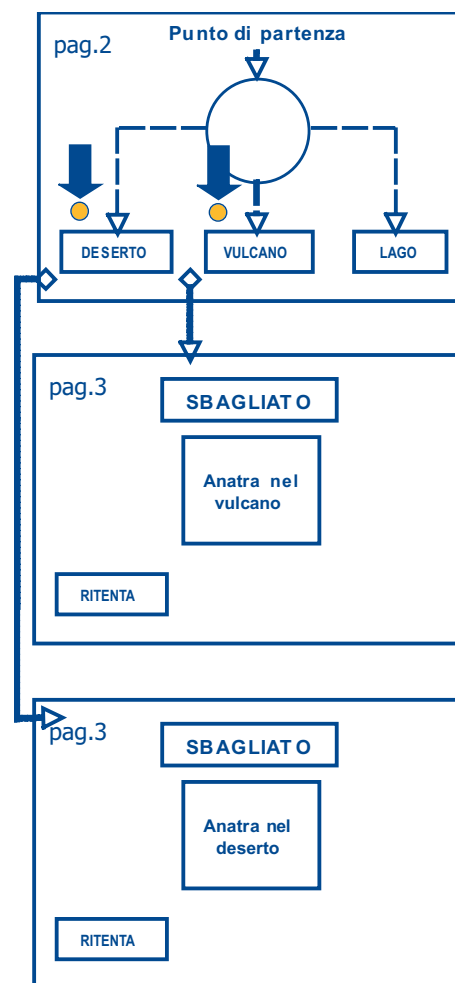 Punto di partenza
pag.2
DESERTO
VULCANO
LAGO
pag.3
SBAGLIATO
Anatra nel
vulcano
RITENTA
pag.3
SBAGLIATO
Anatra nel
deserto
RITENTA